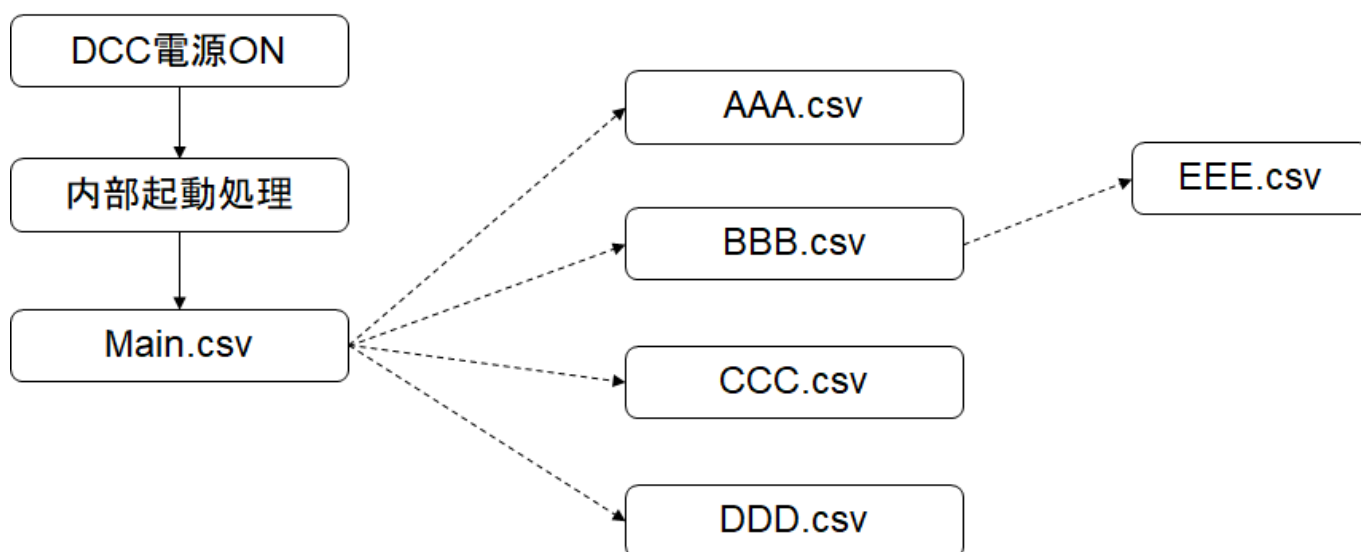 DCC電源ON
内部起動処理
Main.csv
AAA.csv
BBB.csv
CCC.csv
DDD.csv
EEE.csv